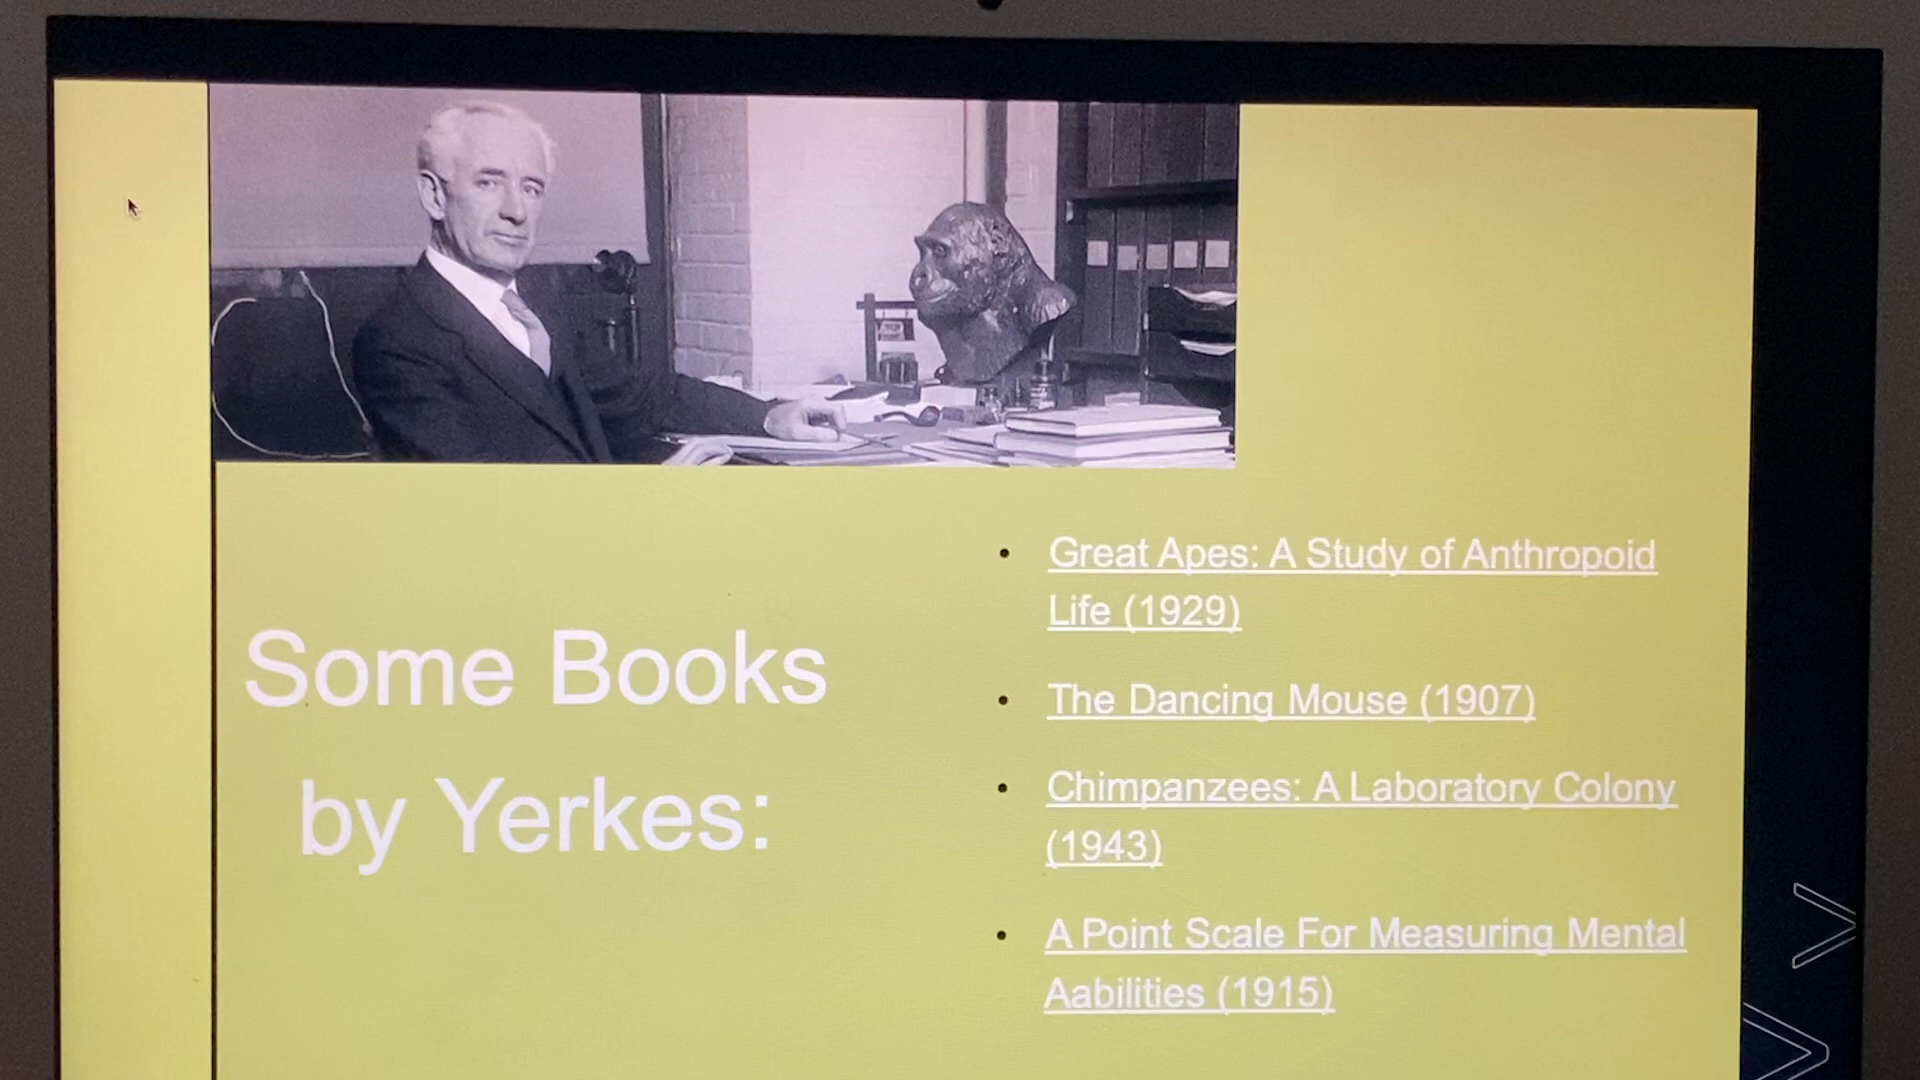 Some Books
by Yerkes:
• Great Apes: A Study of Anthropoid
Life (1929)
• The Dancing Mouse (1907)
• Chimpanzees: A Laboratory Colony
(1943)
• A Point Scale For Measuring Mental
Aabilities (1915)